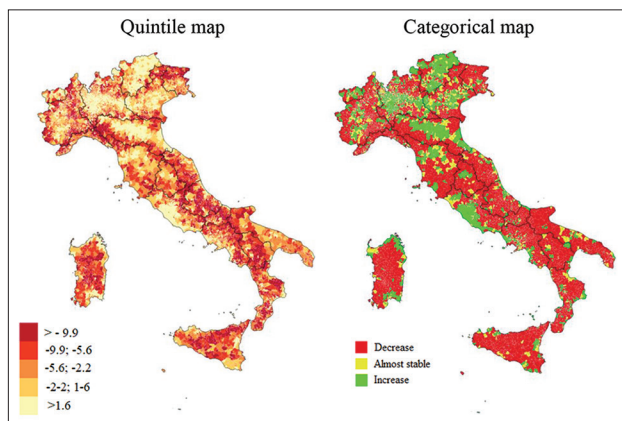 Quintile map
Categorical map
> - 9.9
-9.9; -5.6
-5.6; -2.2
-2-2; 1-6
>1.6
Decrease
Almost stable
Increase